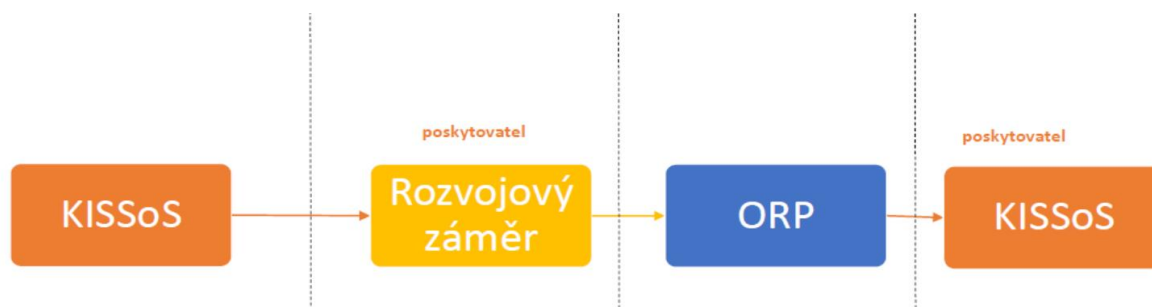 poskytovatel
poskytovatel
KISSoS
Rozvojový
záměr
ORP
KISSoS